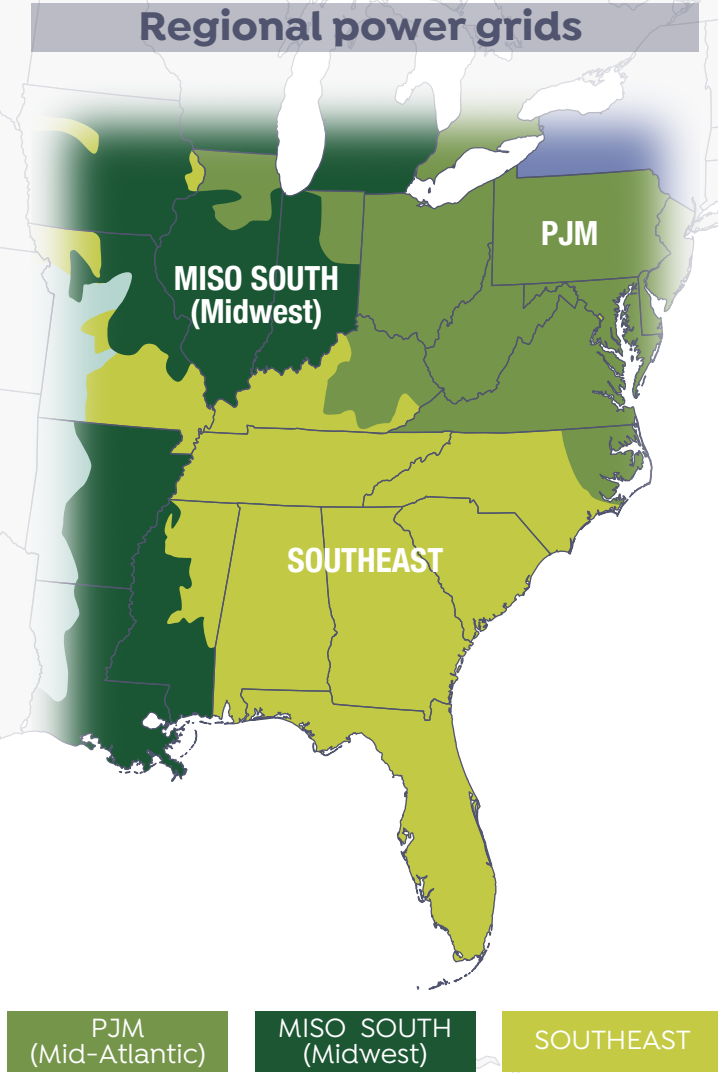 Regional power grids
PJM
MISO SOUTH
(Midwest)
SOUTHEAST
PJM
(Mid-Atlantic)
MISO SOUTH
(Midwest)
SOUTHEAST